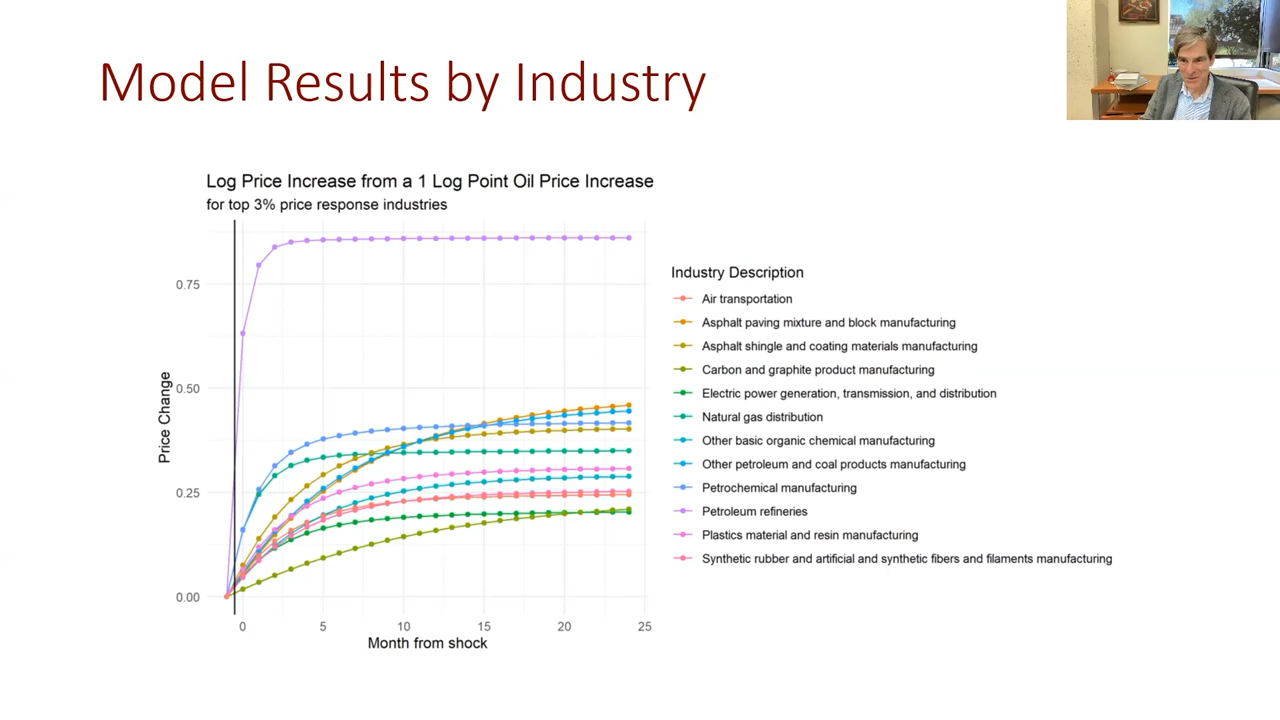 Model Results by Industry
Log Price Increase from a 1 Log Point Oil Price Increase
for top 3% price response industries
Price Change
0.75
0.50
0.25
0.00
0 5 10 15 20 25
Month from shock
Industry Description
Air transportation
Asphalt paving mixture and block manufacturing
Asphalt shingle and coating materials manufacturing
Carbon and graphite product manufacturing
Electric power generation, transmission, and distribution
Natural gas distribution
Other basic organic chemical manufacturing
Other petroleum and coal products manufacturing
Petrochemical manufacturing
Petroleum refineries
Plastics material and resin manufacturing
Synthetic rubber and artificial and synthetic fibers and filaments manufacturing